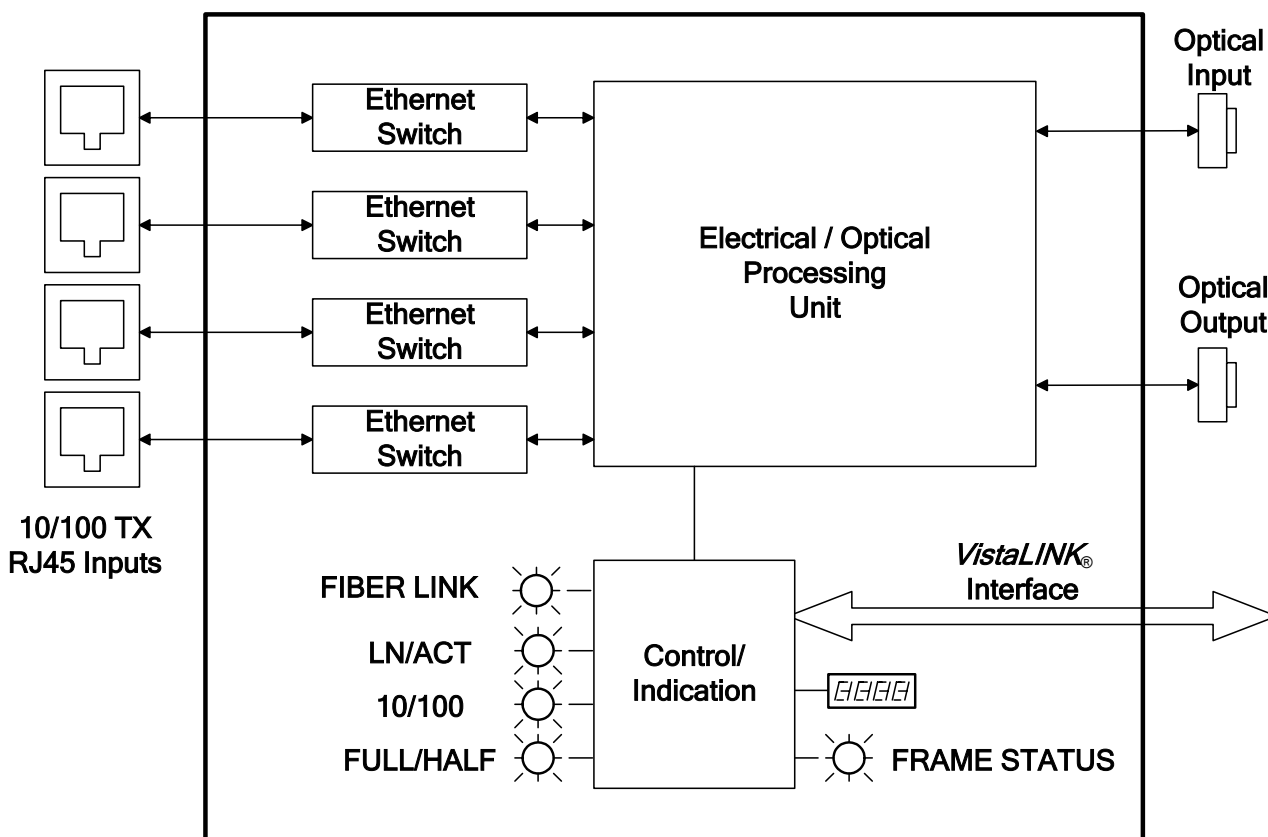 Optical
Input
Ethernet
Switch
Ethernet
Switch
Electrical / Optical
Processing
Unit
Optical
Output
Ethernet
Switch
Ethernet
Switch
10/100 TX
RJ45 Inputs
VistaLINK®
Interface
FIBER LINK
LN/ACT
10/100
FULL/HALF
Control/
Indication
FRAME STATUS